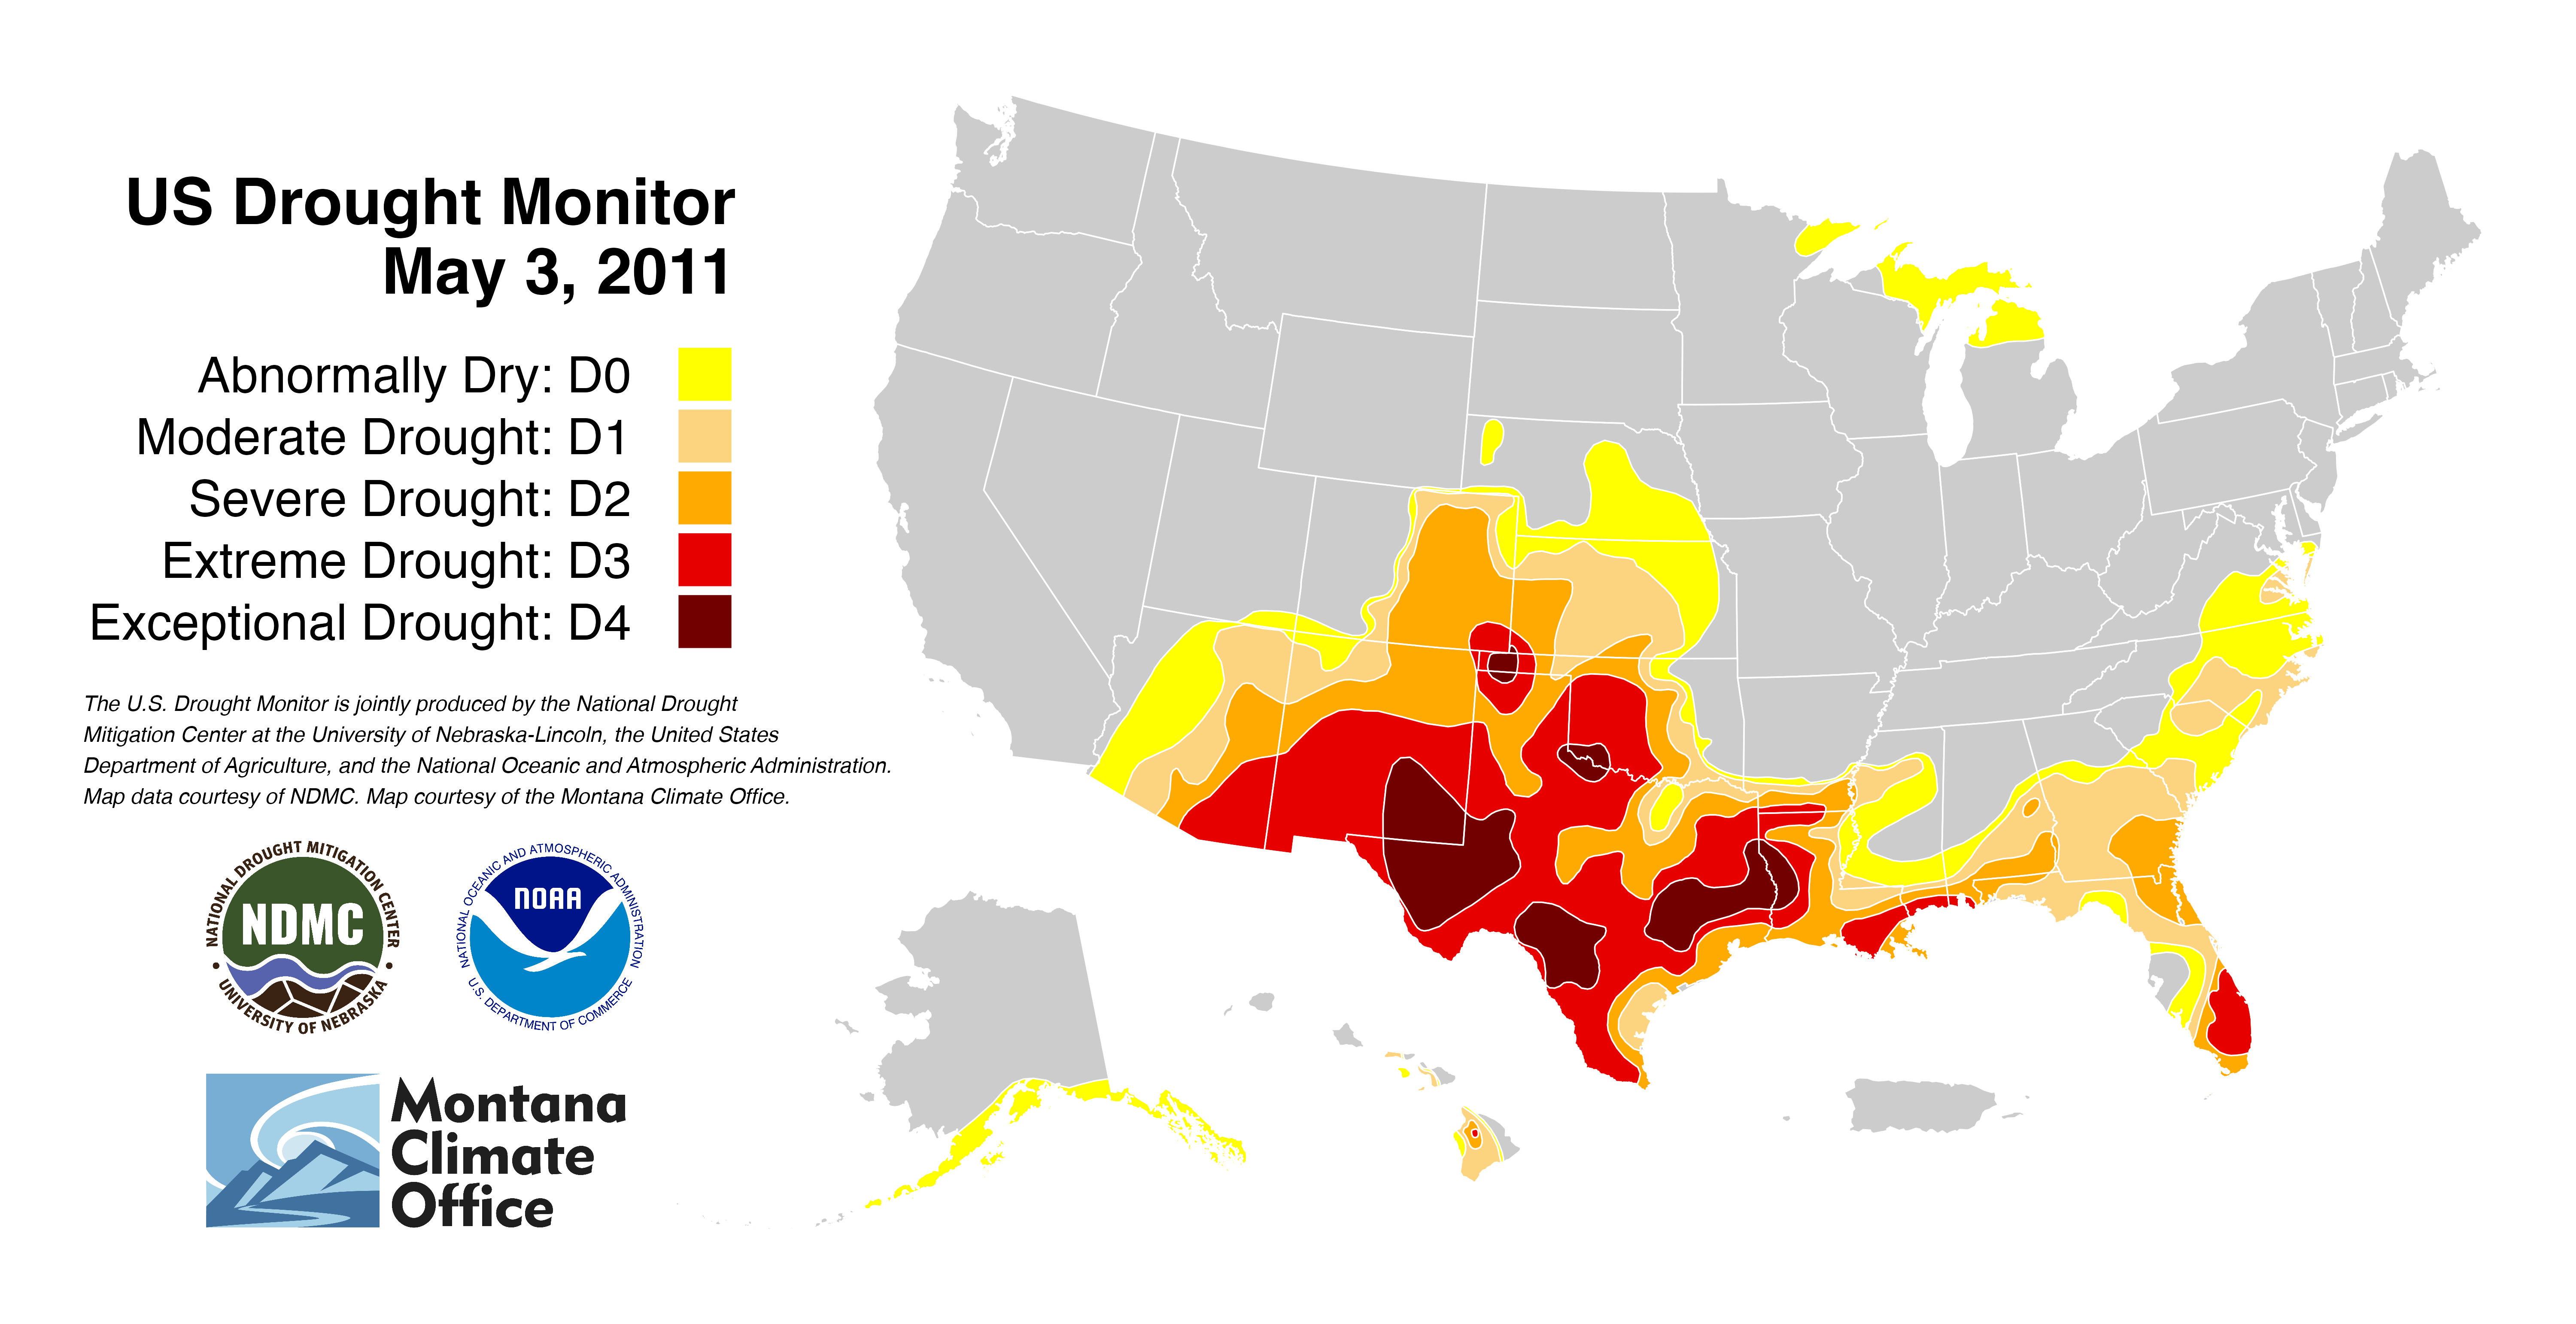 US Drought Monitor
May 3, 2011
Abnormally Dry: D0
Moderate Drought: D1
Severe Drought: D2
Extreme Drought: D3
Exceptional Drought: D4
The U.S. Drought Monitor is jointly produced by the National Drought
Mitigation Center at the University of Nebraska-Lincoln, the United States
Department of Agriculture, and the National Oceanic and Atmospheric Administration.
Map data courtesy of NDMC. Map courtesy of the Montana Climate Office.
NATIONAL DROUGHT MITIGATION CENTER
NDMC
UNIVERSITY OF NEBRASKA
NATIONAL OCEANIC AND ATMOSPHERIC ADMINISTRATION
NOAA
U.S. DEPARTMENT OF COMMERCE
Montana
Climate
Office